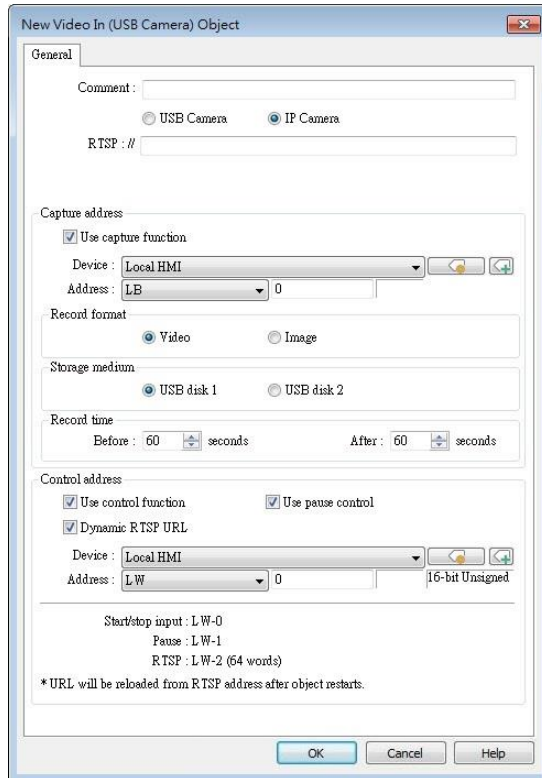 New Video In (USB Camera) Object
General
Comment :
USB Camera IP Camera
RTSP : //
Capture address
Use capture function
Device : Local HMI
Address : LB 0
Record format
Video Image
Storage medium
USB disk 1 USB disk 2
Record time
Before : 60 seconds After : 60 seconds
Control address
Use control function Use pause control
Dynamic RTSP URL
Device : Local HMI
Address : LW 0 16-bit Unsigned
Start/stop input : LW-0
Pause : LW-1
RTSP : LW-2 (64 words)
* URL will be reloaded from RTSP address after object restarts.
OK Cancel Help